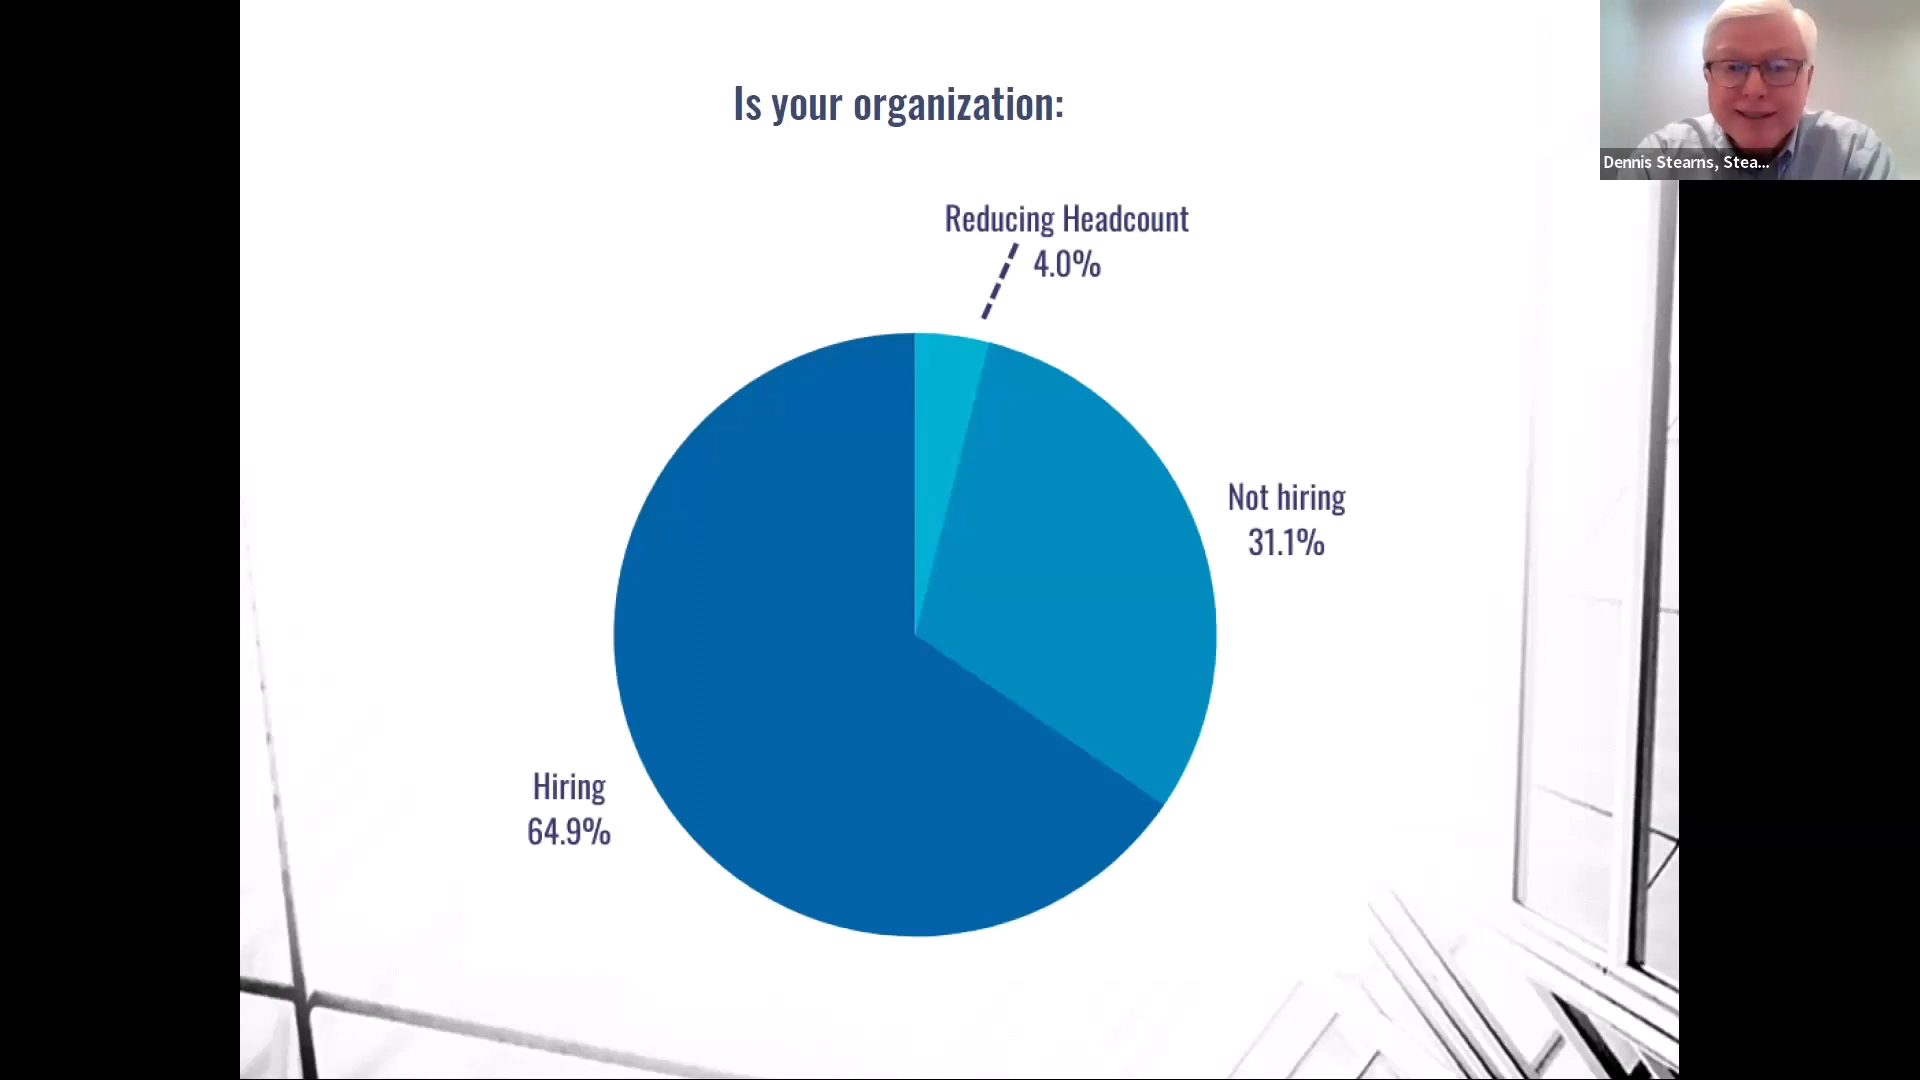 Is your organization:
Dennis Stearns, Stea...
Reducing Headcount
4.0%
Not hiring
31.1%
Hiring
64.9%